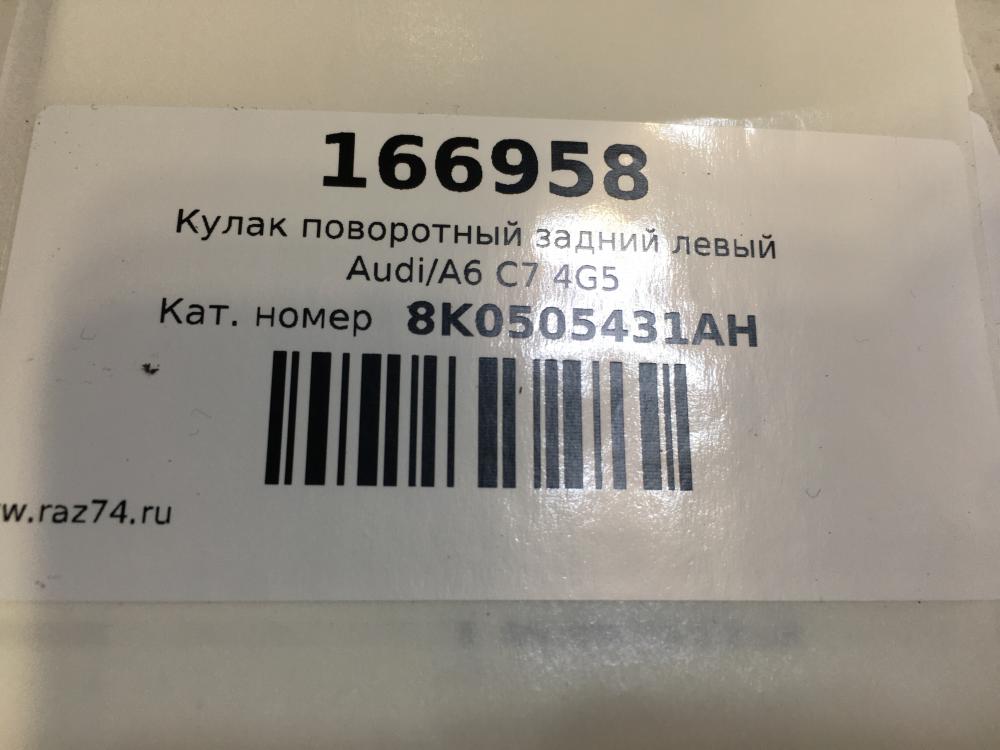 166958
Кулак поворотный задний левый
Audi/A6 C7 4G5
Кат. номер 8K0505431AH
w.raz74.ru